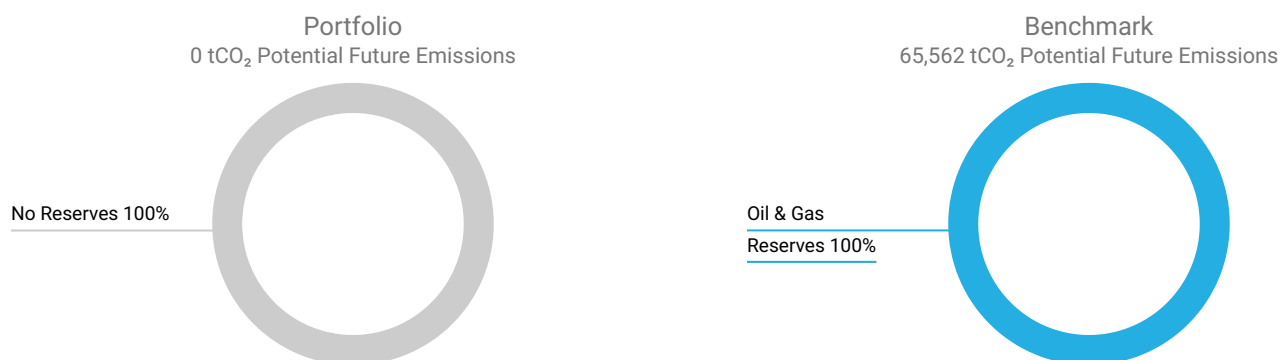 Portfolio
0 tCO₂ Potential Future Emissions
No Reserves 100%
Benchmark
65,562 tCO₂ Potential Future Emissions
Oil & Gas
Reserves 100%